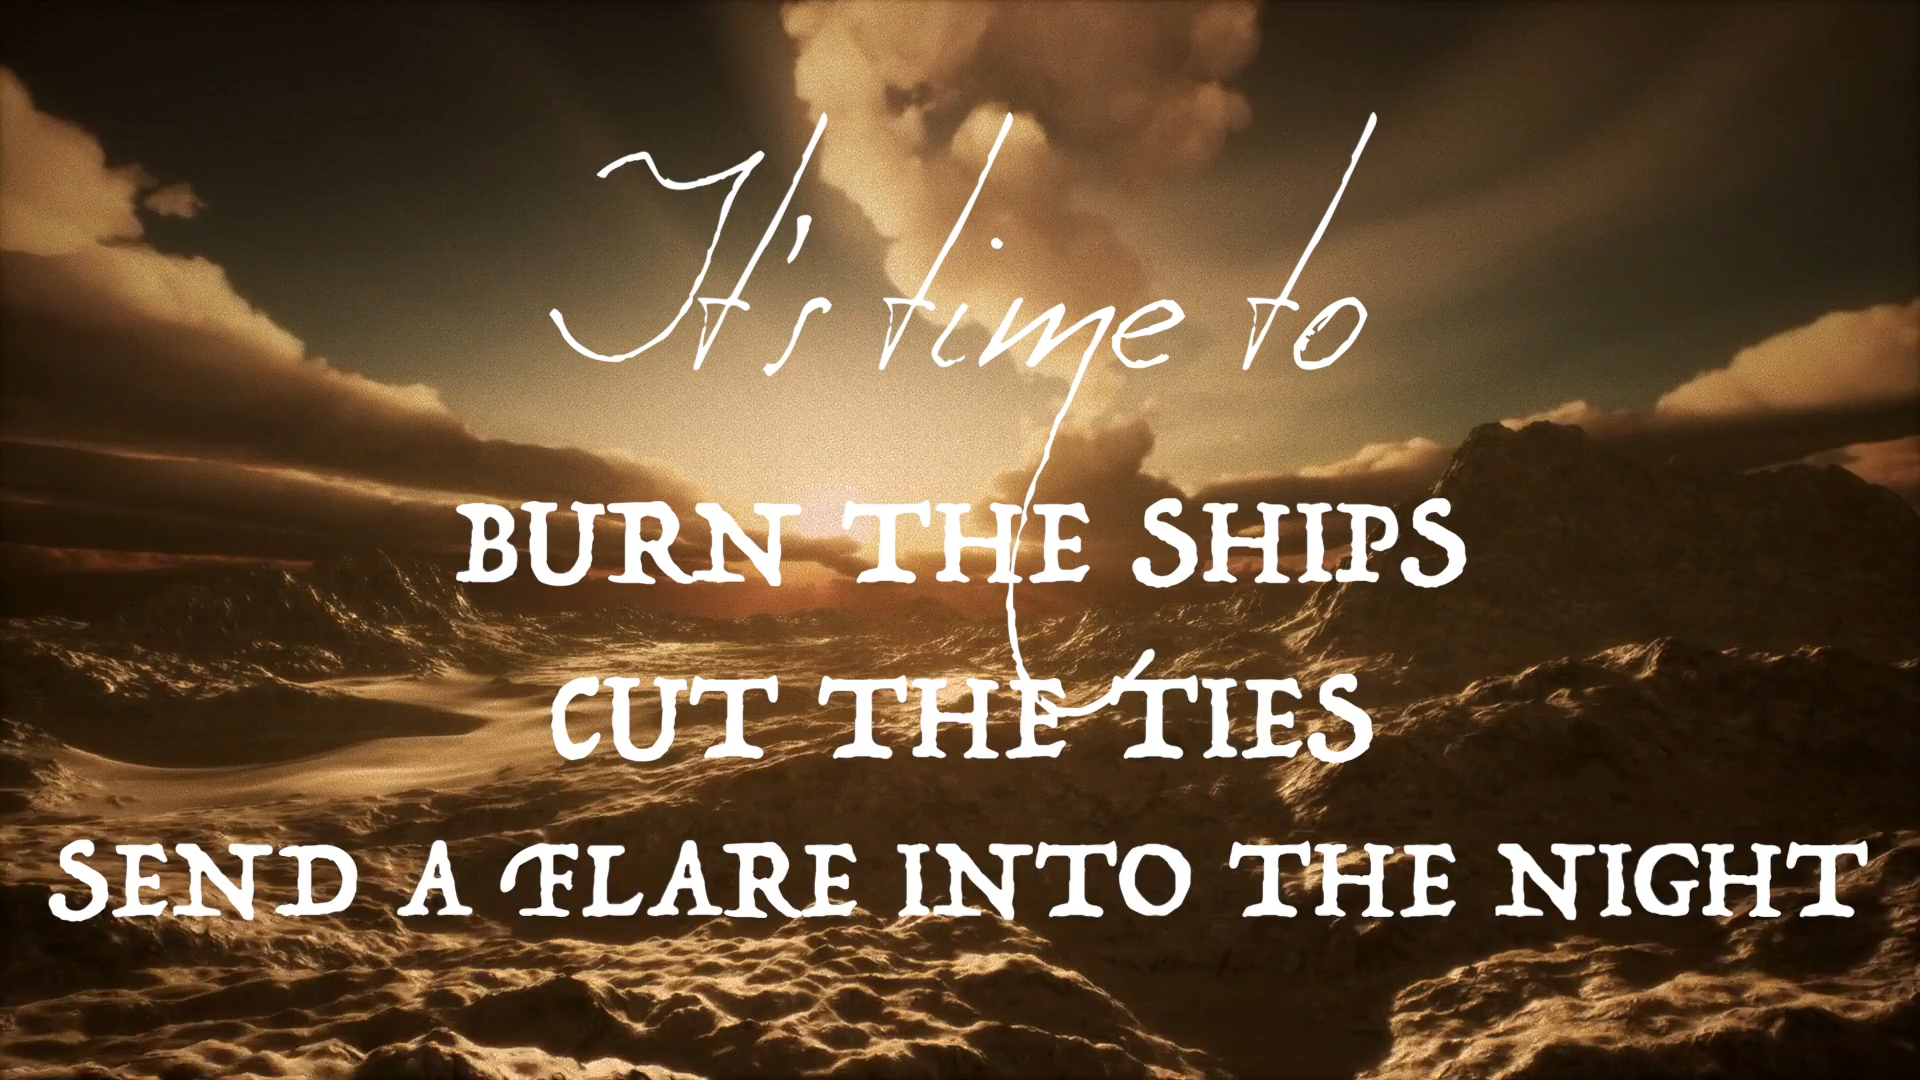 It's time to
BURN THE SHIPS
CUT THE TIES
SEND A FLARE INTO THE NIGHT